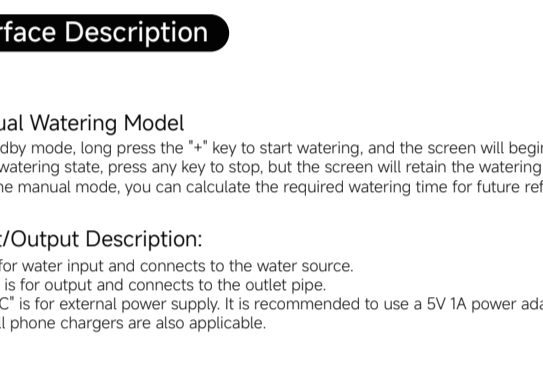 rface Description
ual Watering Model
dby mode, long press the "+" key to start watering, and the screen will begin
watering state, press any key to stop, but the screen will retain the watering
he manual mode, you can calculate the required watering time for future ref
t/Output Description:
for water input and connects to the water source.
is for output and connects to the outlet pipe.
C" is for external power supply. It is recommended to use a 5V 1A power ada
ll phone chargers are also applicable.